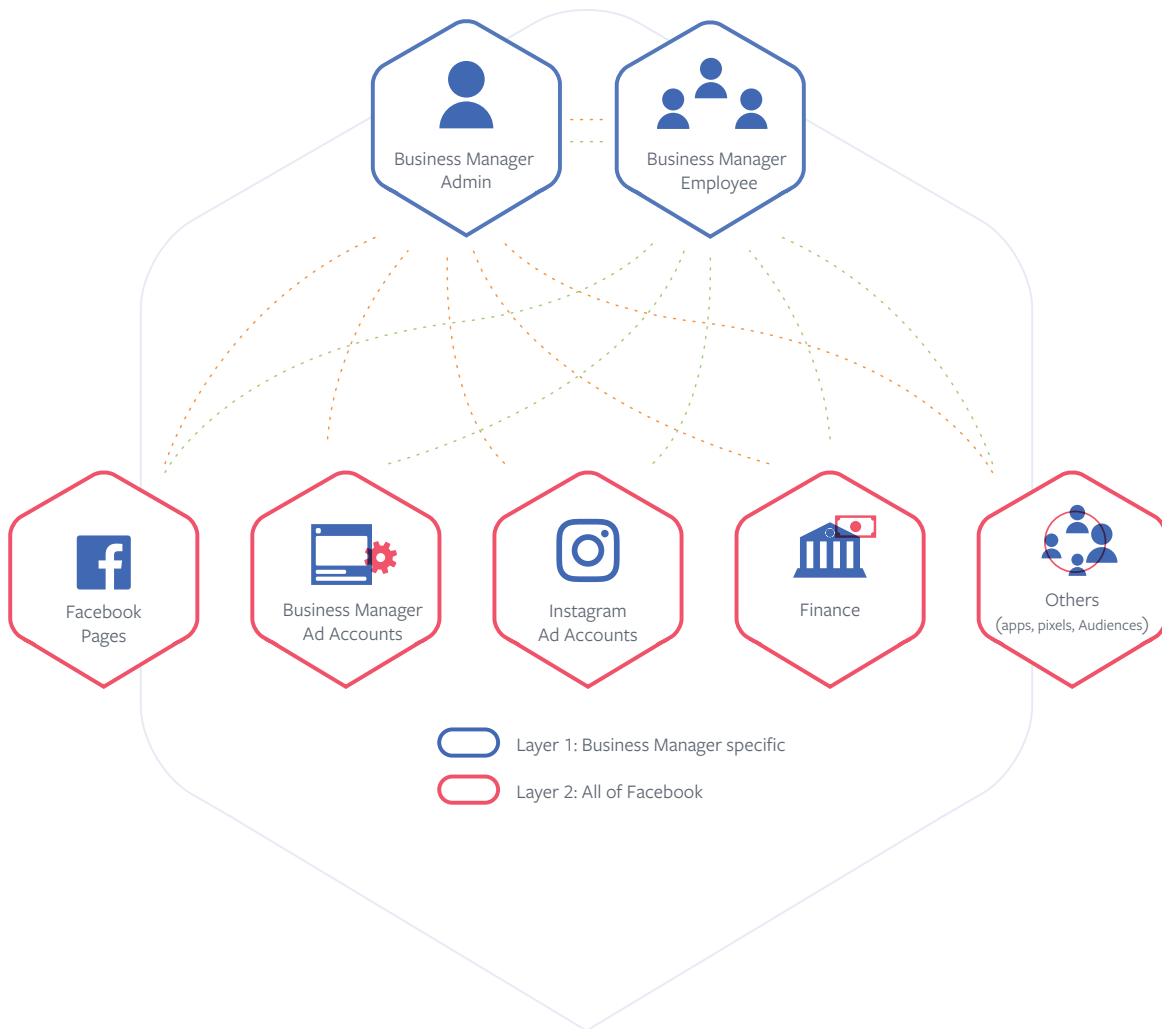 Business Manager
Admin
Business Manager
Employee
Facebook
Pages
Business Manager
Ad Accounts
Instagram
Ad Accounts
Finance
Others
(apps, pixels, Audiences)
Layer 1: Business Manager specific
Layer 2: All of Facebook